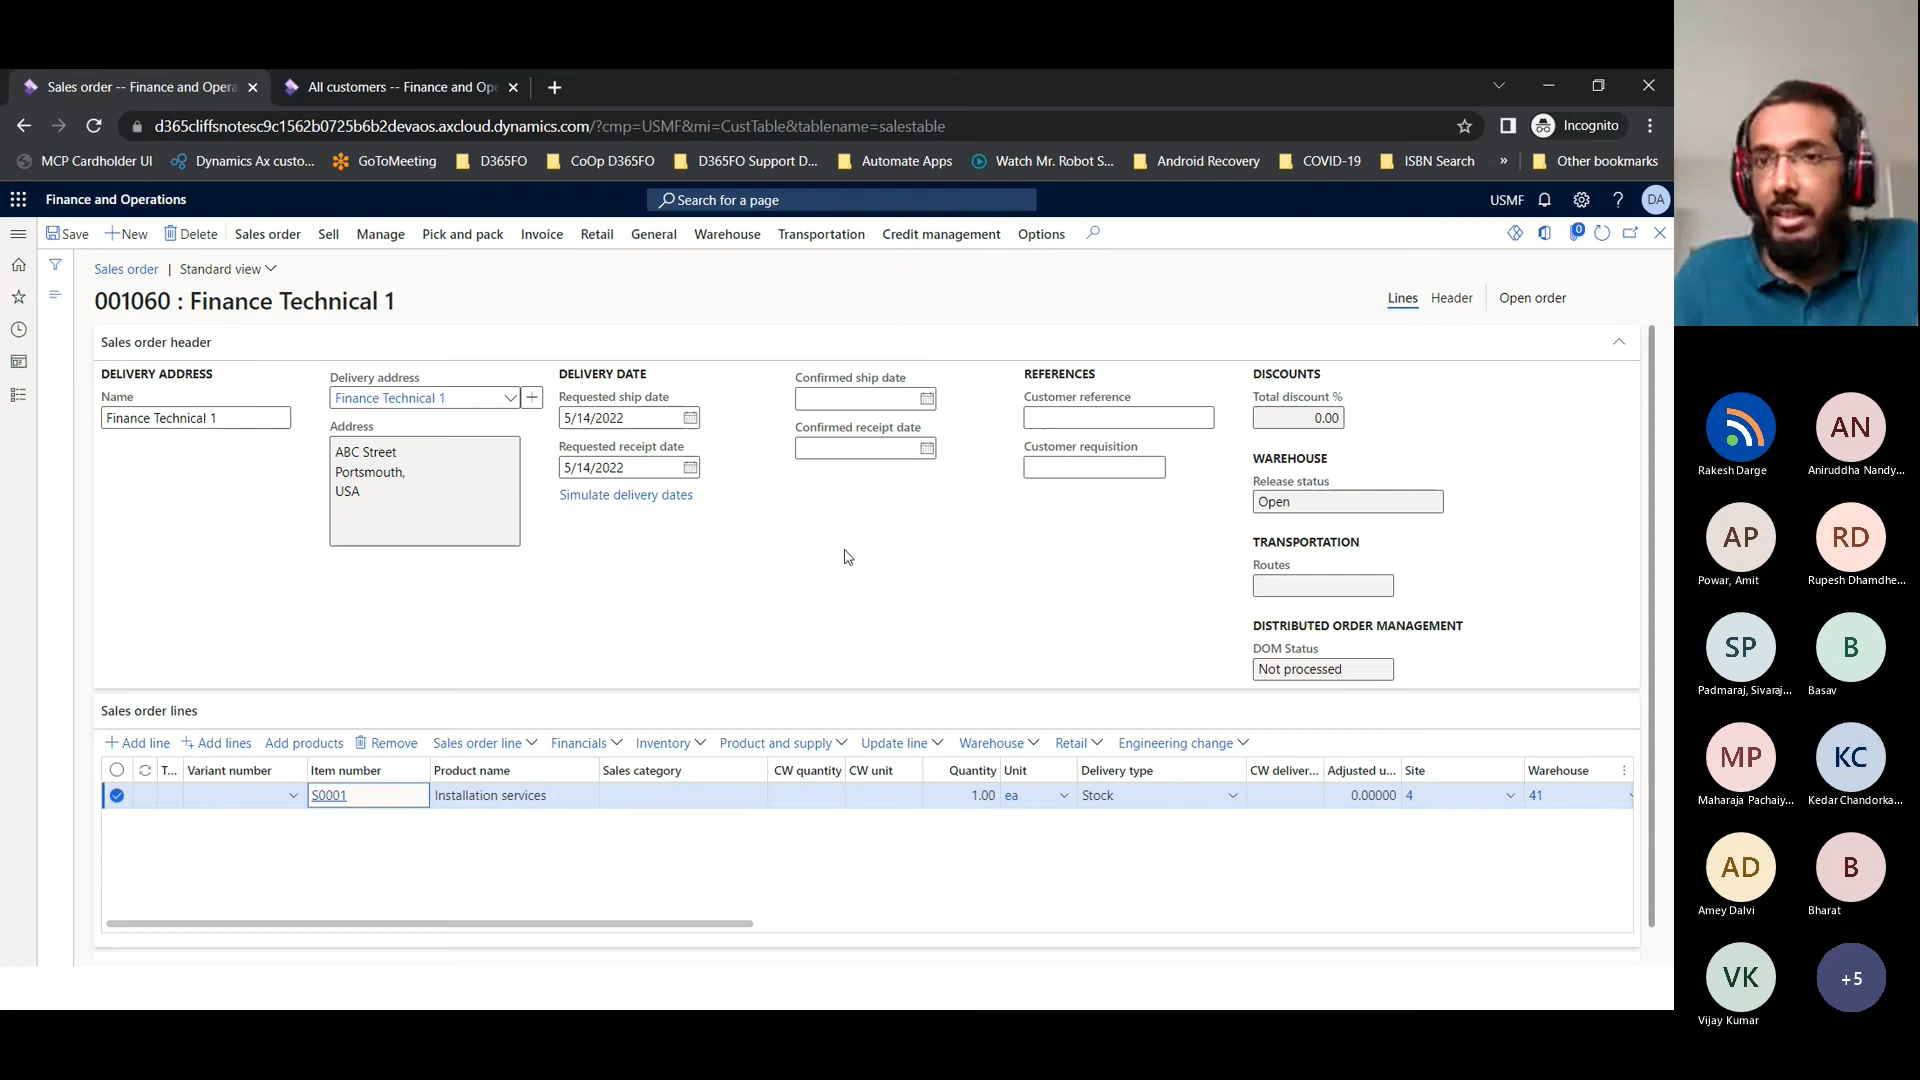 Sales order -- Finance and Opera
All customers -- Finance and Ope
d365cliffsnotesc9c1562b0725b6b2devaos.axcloud.dynamics.com/?cmp=USMF&mi=CustTable&tablename=salestable
Incognito
MCP Cardholder UI
Dynamics Ax custo...
GoToMeeting
D365FO
CoOp D365FO
D365FO Support D...
Automate Apps
Watch Mr. Robot S...
Android Recovery
COVID-19
ISBN Search
»
Other bookmarks
Finance and Operations
Search for a page
USMF
?
DA
Save
New
Delete
Sales order
Sell
Manage
Pick and pack
Invoice
Retail
General
Warehouse
Transportation
Credit management
Options
0
Sales order | Standard view
001060 : Finance Technical 1
Lines
Header
Open order
Sales order header
DELIVERY ADDRESS
Name
Finance Technical 1
Delivery address
Finance Technical 1
Address
ABC Street
Portsmouth,
USA
DELIVERY DATE
Requested ship date
5/14/2022
Requested receipt date
5/14/2022
Simulate delivery dates
Confirmed ship date
Confirmed receipt date
REFERENCES
Customer reference
Customer requisition
DISCOUNTS
Total discount %
0.00
WAREHOUSE
Release status
Open
TRANSPORTATION
Routes
DISTRIBUTED ORDER MANAGEMENT
DOM Status
Not processed
Sales order lines
Add line
Add lines
Add products
Remove
Sales order line
Financials
Inventory
Product and supply
Update line
Warehouse
Retail
Engineering change
T... Variant number Item number Product name Sales category CW quantity CW unit Quantity Unit Delivery type CW deliver... Adjusted u... Site Warehouse
S0001 Installation services 1.00 ea Stock 0.00000 4 41
Rakesh Darge
AN
Aniruddha Nandy...
AP
Powar, Amit
RD
Rupesh Dhamdhe...
SP
Padmaraj, Sivaraj...
B
Basav
MP
Maharaja Pachaiy...
KC
Kedar Chandorka...
AD
Amey Dalvi
B
Bharat
VK
Vijay Kumar
+5